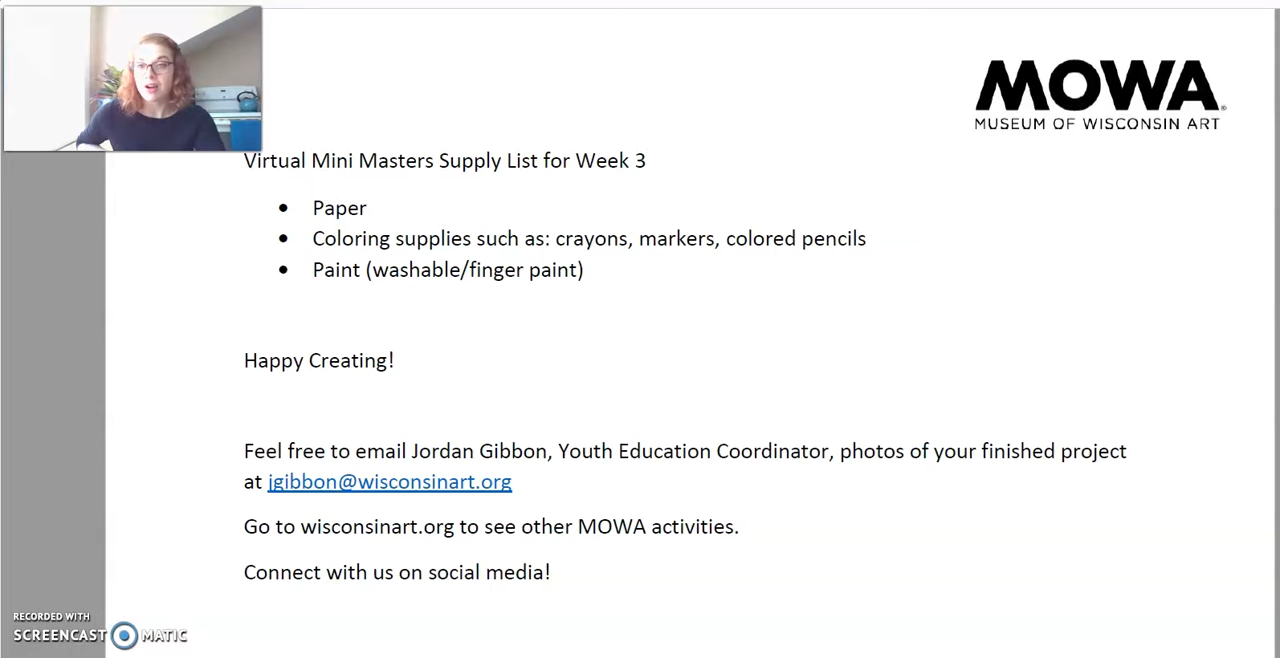 MOWA®
MUSEUM OF WISCONSIN ART
Virtual Mini Masters Supply List for Week 3
• Paper
• Coloring supplies such as: crayons, markers, colored pencils
• Paint (washable/finger paint)
Happy Creating!
Feel free to email Jordan Gibbon, Youth Education Coordinator, photos of your finished project
at jgibbon@wisconsinart.org
Go to wisconsinart.org to see other MOWA activities.
Connect with us on social media!
RECORDED WITH
SCREENCAST MATIC